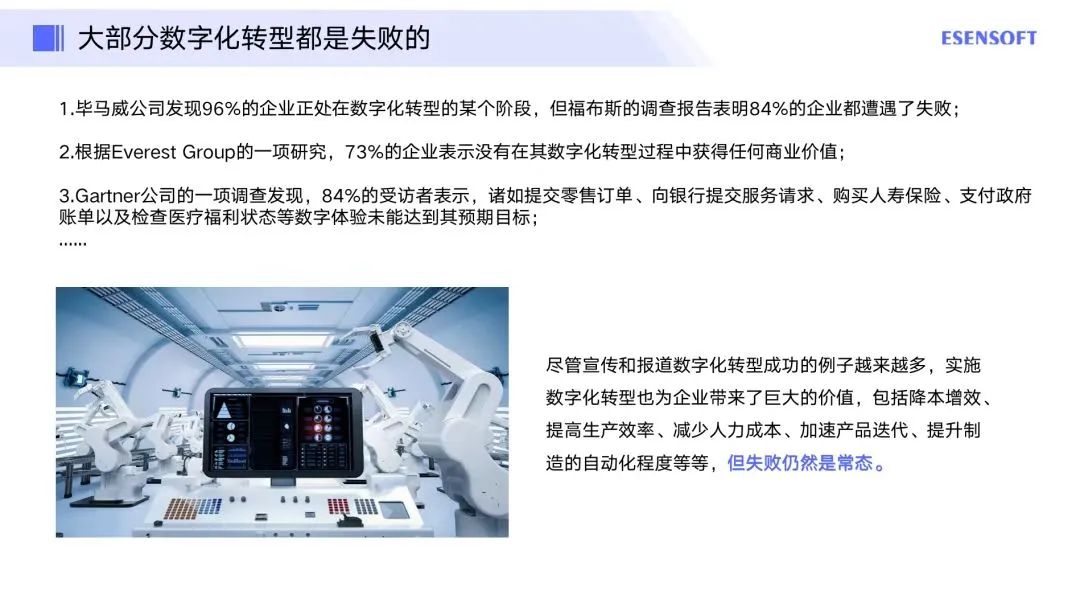 大部分数字化转型都是失败的
ESENSOFT
1.毕马威公司发现96%的企业正处在数字化转型的某个阶段，但福布斯的调查报告表明84%的企业都遭遇了失败；
2.根据Everest Group的一项研究，73%的企业表示没有在其数字化转型过程中获得任何商业价值；
3.Gartner公司的一项调查发现，84%的受访者表示，诸如提交零售订单、向银行提交服务请求、购买人寿保险、支付政府
账单以及检查医疗福利状态等数字体验未能达到其预期目标；
······
尽管宣传和报道数字化转型成功的例子越来越多，实施
数字化转型也为企业带来了巨大的价值，包括降本增效、
提高生产效率、减少人力成本、加速产品迭代、提升制
造的自动化程度等等，但失败仍然是常态。